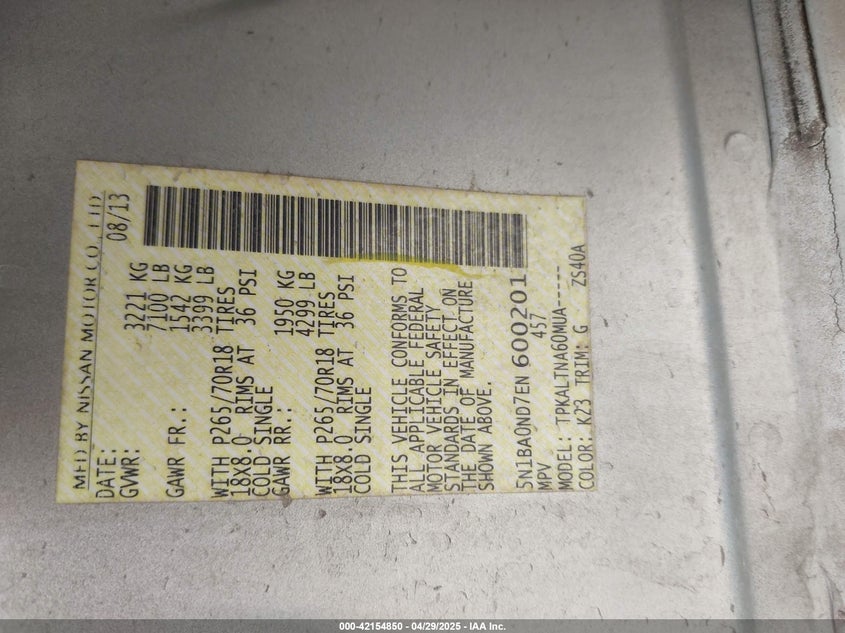 MFD BY NISSAN MOTOR CO., LTD
DATE: 08/13
GVWR: 3221 KG
7100 LB
GAWR FR.: 1542 KG
3399 LB
WITH P265/70R18 TIRES
18X8.0 RIMS AT 36 PSI
COLD SINGLE
GAWR RR.: 1950 KG
4299 LB
WITH P265/70R18 TIRES
18X8.0 RIMS AT 36 PSI
COLD SINGLE
THIS VEHICLE CONFORMS TO
ALL APPLICABLE FEDERAL
MOTOR VEHICLE SAFETY
STANDARDS IN EFFECT ON
THE DATE OF MANUFACTURE
SHOWN ABOVE.
5N1BA0ND7EN 600201
MPV 457
MODEL: TPKALTNA60MUA-----
COLOR: K23 TRIM: G ZS40A
000-42154850 - 04/29/2025 - IAA Inc.